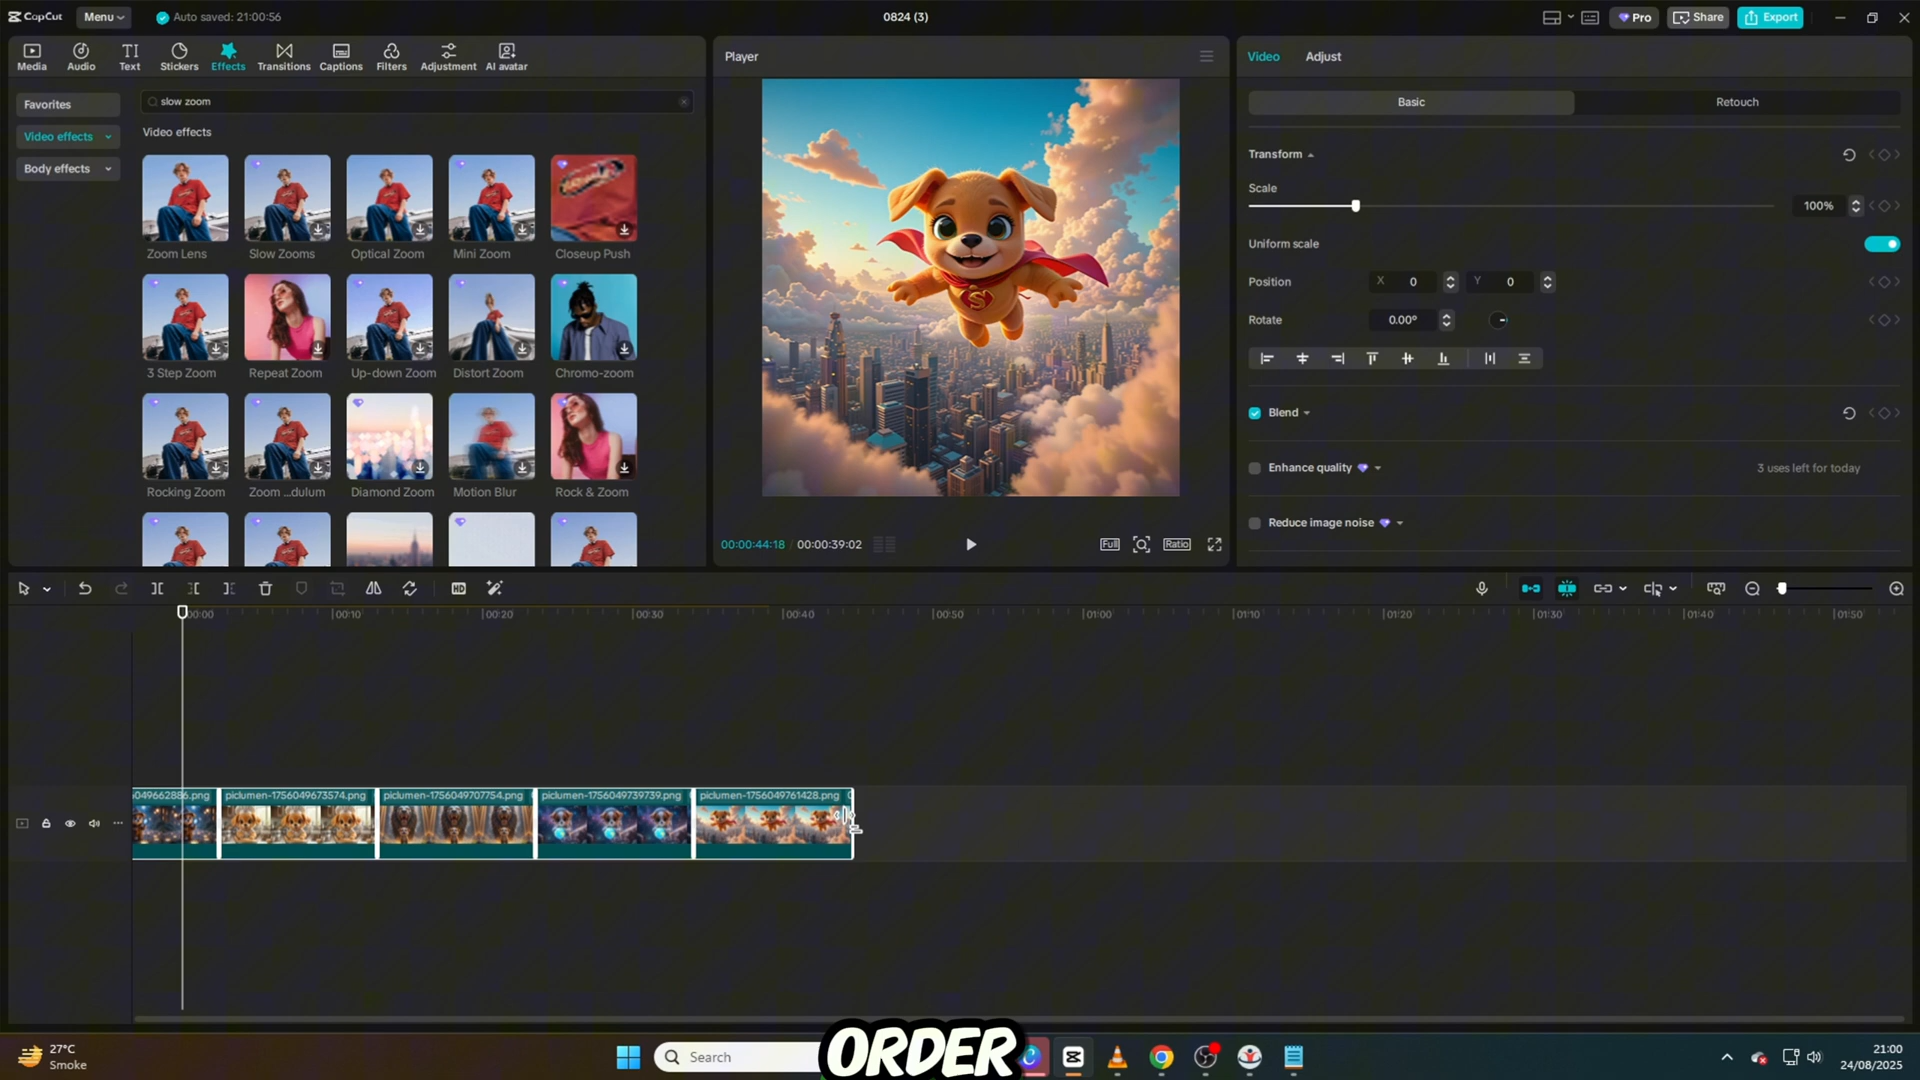 CapCut
Menu
Auto saved: 21:00:56
0824 (3)
Pro
Share
Export
Media
Audio
TI
Text
Stickers
Effects
Transitions
Captions
Filters
Adjustment
AI avatar
Favorites
Video effects
Body effects
slow zoom
Video effects
Zoom Lens
Slow Zooms
Optical Zoom
Mini Zoom
Closeup Push
3 Step Zoom
Repeat Zoom
Up-down Zoom
Distort Zoom
Chromo-zoom
Rocking Zoom
Zoom ...dulum
Diamond Zoom
Motion Blur
Rock & Zoom
Player
S
00:00:44:18 / 00:00:39:02
Full
Ratio
Video
Adjust
Basic
Retouch
Transform
Scale
100%
Uniform scale
Position X 0 Y 0
Rotate 0.00°
Blend
Enhance quality
3 uses left for today
Reduce image noise
HD
00:00
00:10
00:20
00:30
00:40
00:50
01:00
01:10
01:20
01:30
01:40
01:50
6049662886.png
piclumen-1756049673574.png
piclumen-1756049707754.png
piclumen-1756049739739.png
piclumen-1756049761428.png
27°C
Smoke
Search
ORDER
21:00
24/08/2025